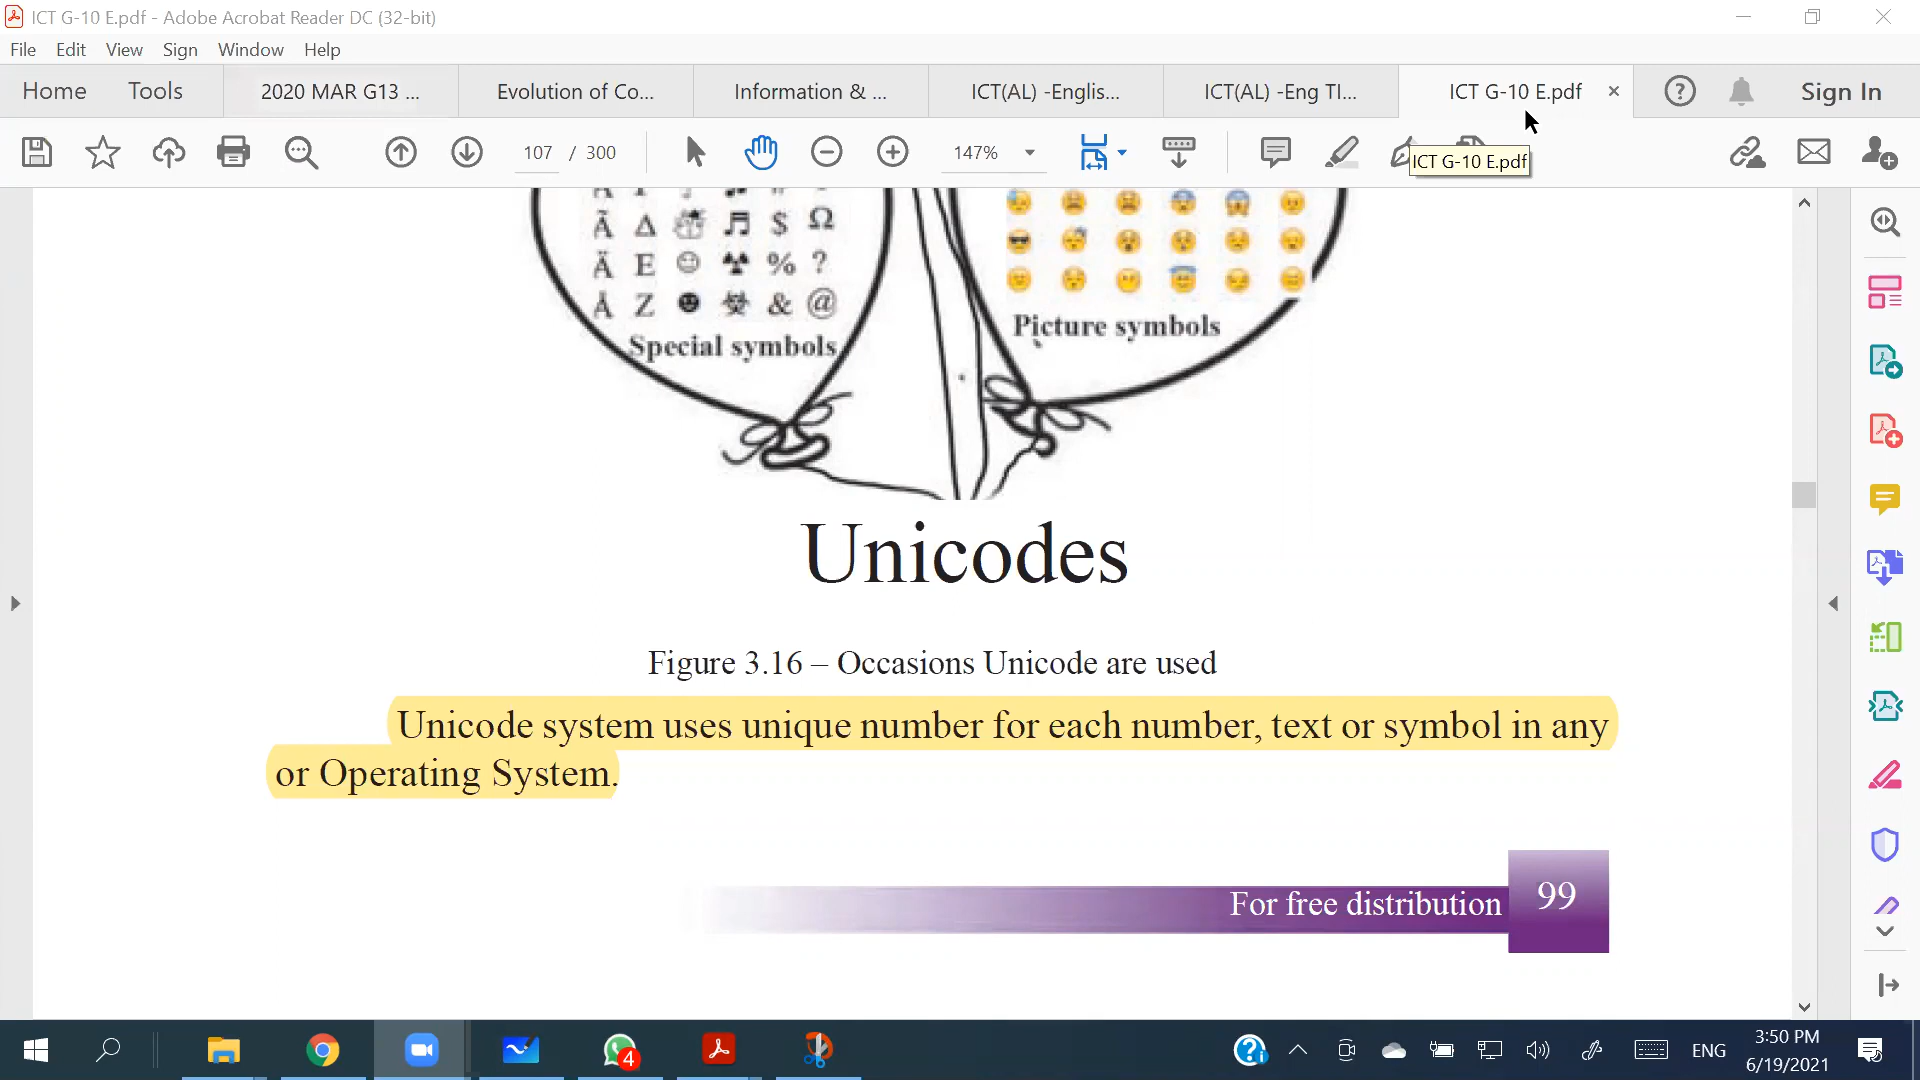 ICT G-10 E.pdf - Adobe Acrobat Reader DC (32-bit)
File Edit View Sign Window Help
Home Tools 2020 MAR G13 ... Evolution of Co... Information & ... ICT(AL) -Englis... ICT(AL) -Eng TI... ICT G-10 E.pdf × ? Sign In
107 / 300 147%
ICT G-10 E.pdf
Ã Δ $ Ω
Ä E % ?
Å Z & @
Special symbols
Picture symbols
Unicodes
Figure 3.16 – Occasions Unicode are used
Unicode system uses unique number for each number, text or symbol in any
or Operating System.
For free distribution 99
4
ENG
3:50 PM
6/19/2021